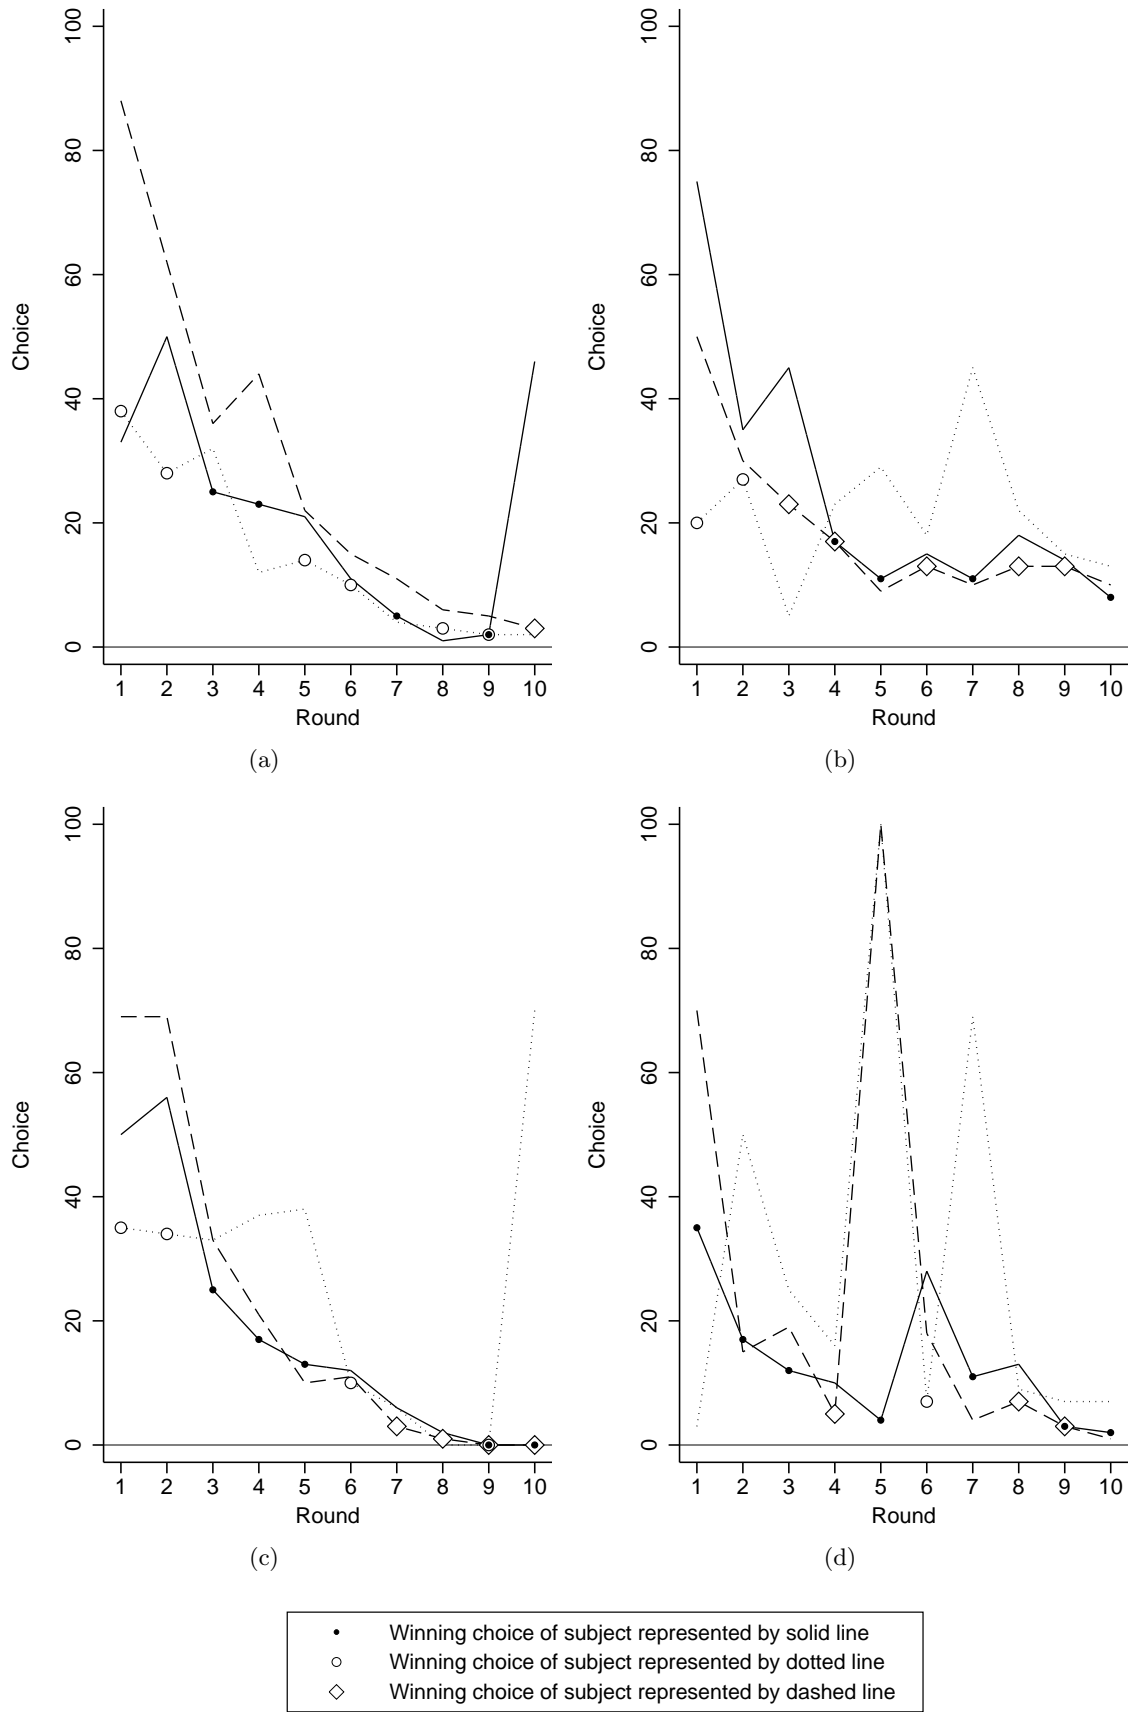 100
80
60
40
20
0
Choice
1 2 3 4 5 6 7 8 9 10
Round
(a)
100
80
60
40
20
0
Choice
1 2 3 4 5 6 7 8 9 10
Round
(b)
100
80
60
40
20
0
Choice
1 2 3 4 5 6 7 8 9 10
Round
(c)
100
80
60
40
20
0
Choice
1 2 3 4 5 6 7 8 9 10
Round
(d)
Winning choice of subject represented by solid line
Winning choice of subject represented by dotted line
Winning choice of subject represented by dashed line